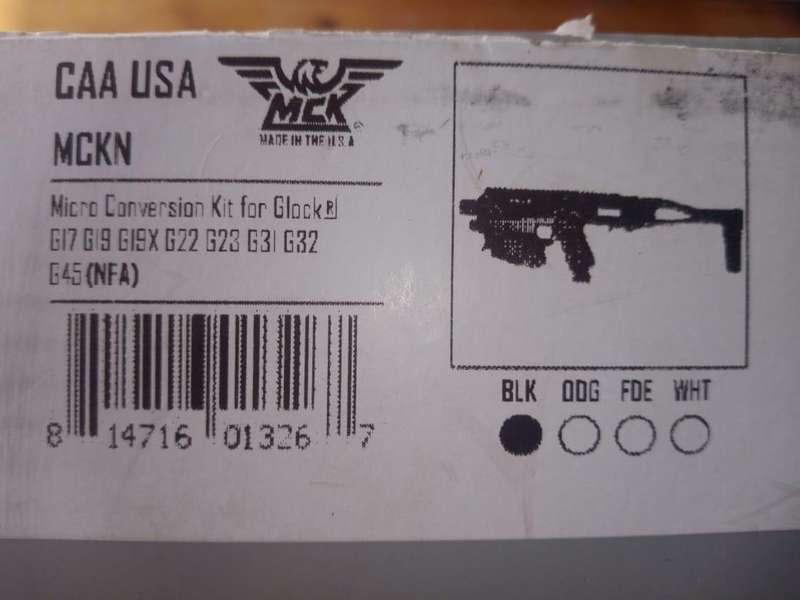 CAA USA
MCK
®
MADE IN THE U.S.A
MCKN
Micro Conversion Kit for Glock®
G17 G19 G19X G22 G23 G31 G32
G45(NFA)
8 14716 01326 7
BLK ODG FDE WHT